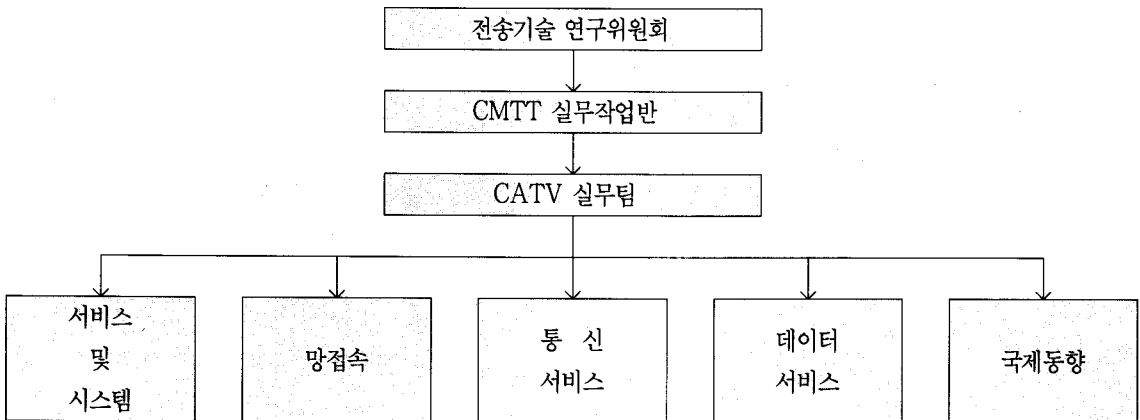 전송기술 연구위원회
CMTT 실무작업반
CATV 실무팀
서비스
및
시스템
망접속
통 신
서비스
데이터
서비스
국제동향